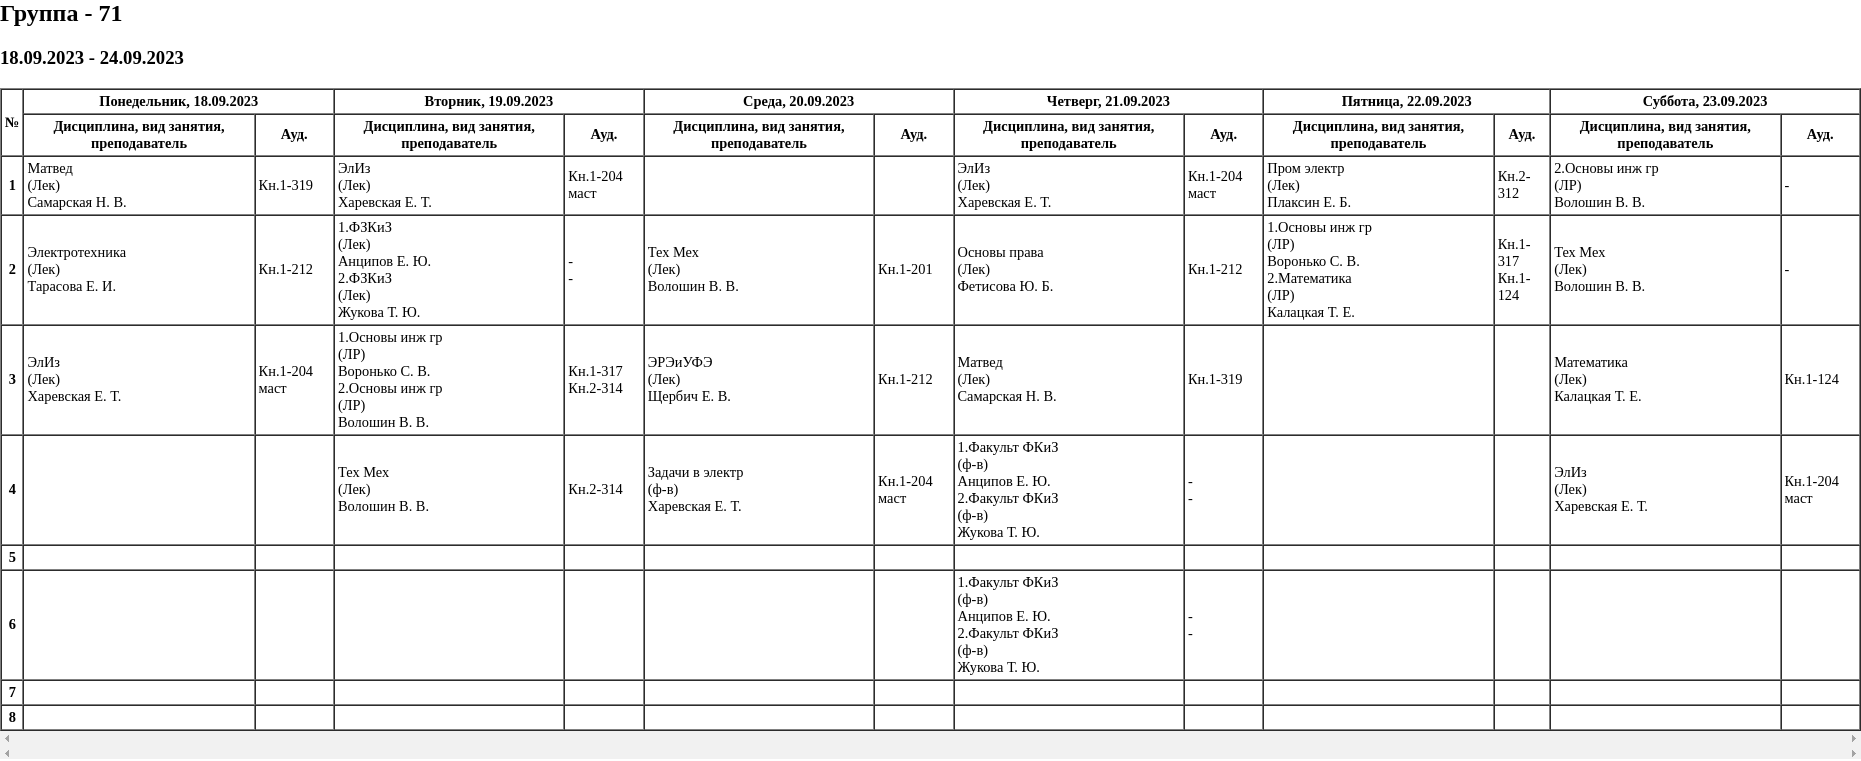 Группа - 71
18.09.2023 - 24.09.2023
№
Понедельник, 18.09.2023
Вторник, 19.09.2023
Среда, 20.09.2023
Четверг, 21.09.2023
Пятница, 22.09.2023
Суббота, 23.09.2023
Дисциплина, вид занятия,
преподаватель
Ауд.
Дисциплина, вид занятия,
преподаватель
Ауд.
Дисциплина, вид занятия,
преподаватель
Ауд.
Дисциплина, вид занятия,
преподаватель
Ауд.
Дисциплина, вид занятия,
преподаватель
Ауд.
Дисциплина, вид занятия,
преподаватель
Ауд.
1
Матвед
(Лек)
Самарская Н. В.
Кн.1-319
ЭлИз
(Лек)
Харевская Е. Т.
Кн.1-204
маст
ЭлИз
(Лек)
Харевская Е. Т.
Кн.1-204
маст
Пром электр
(Лек)
Плаксин Е. Б.
Кн.2-
312
2.Основы инж гр
(ЛР)
Волошин В. В.
-
2
Электротехника
(Лек)
Тарасова Е. И.
Кн.1-212
1.ФЗКиЗ
(Лек)
Анципов Е. Ю.
2.ФЗКиЗ
(Лек)
Жукова Т. Ю.
-
-
Тех Мех
(Лек)
Волошин В. В.
Кн.1-201
Основы права
(Лек)
Фетисова Ю. Б.
Кн.1-212
1.Основы инж гр
(ЛР)
Воронько С. В.
2.Математика
(ЛР)
Калацкая Т. Е.
Кн.1-
317
Кн.1-
124
Тех Мех
(Лек)
Волошин В. В.
-
3
ЭлИз
(Лек)
Харевская Е. Т.
Кн.1-204
маст
1.Основы инж гр
(ЛР)
Воронько С. В.
2.Основы инж гр
(ЛР)
Волошин В. В.
Кн.1-317
Кн.2-314
ЭРЭиУФЭ
(Лек)
Щербич Е. В.
Кн.1-212
Матвед
(Лек)
Самарская Н. В.
Кн.1-319
Математика
(Лек)
Калацкая Т. Е.
Кн.1-124
4
Тех Мех
(Лек)
Волошин В. В.
Кн.2-314
Задачи в электр
(ф-в)
Харевская Е. Т.
Кн.1-204
маст
1.Факульт ФКиЗ
(ф-в)
Анципов Е. Ю.
2.Факульт ФКиЗ
(ф-в)
Жукова Т. Ю.
-
-
ЭлИз
(Лек)
Харевская Е. Т.
Кн.1-204
маст
5
6
1.Факульт ФКиЗ
(ф-в)
Анципов Е. Ю.
2.Факульт ФКиЗ
(ф-в)
Жукова Т. Ю.
-
-
7
8